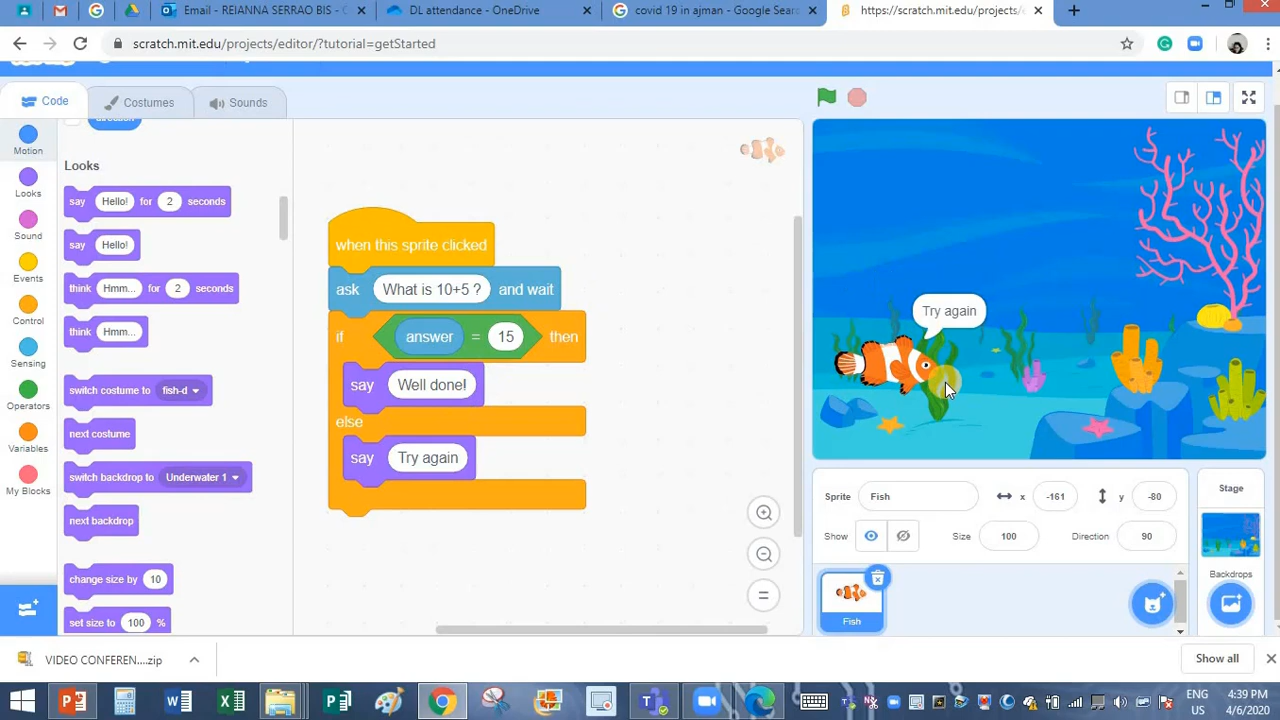 Email - REIANNA SERRAO BIS - C
DL attendance - OneDrive
covid 19 in ajman - Google Sear
https://scratch.mit.edu/projects/
scratch.mit.edu/projects/editor/?tutorial=getStarted
Code
Costumes
Sounds
Motion
Looks
Sound
Events
Control
Sensing
Operators
Variables
My Blocks
direction
Looks
say Hello! for 2 seconds
say Hello!
think Hmm... for 2 seconds
think Hmm...
switch costume to fish-d
next costume
switch backdrop to Underwater 1
next backdrop
change size by 10
set size to 100 %
when this sprite clicked
ask What is 10+5 ? and wait
if answer = 15 then
say Well done!
else
say Try again
Try again
Sprite Fish x -161 y -80
Show Size 100 Direction 90
Fish
Stage
Backdrops
VIDEO CONFEREN....zip
Show all
ENG
US
4:39 PM
4/6/2020